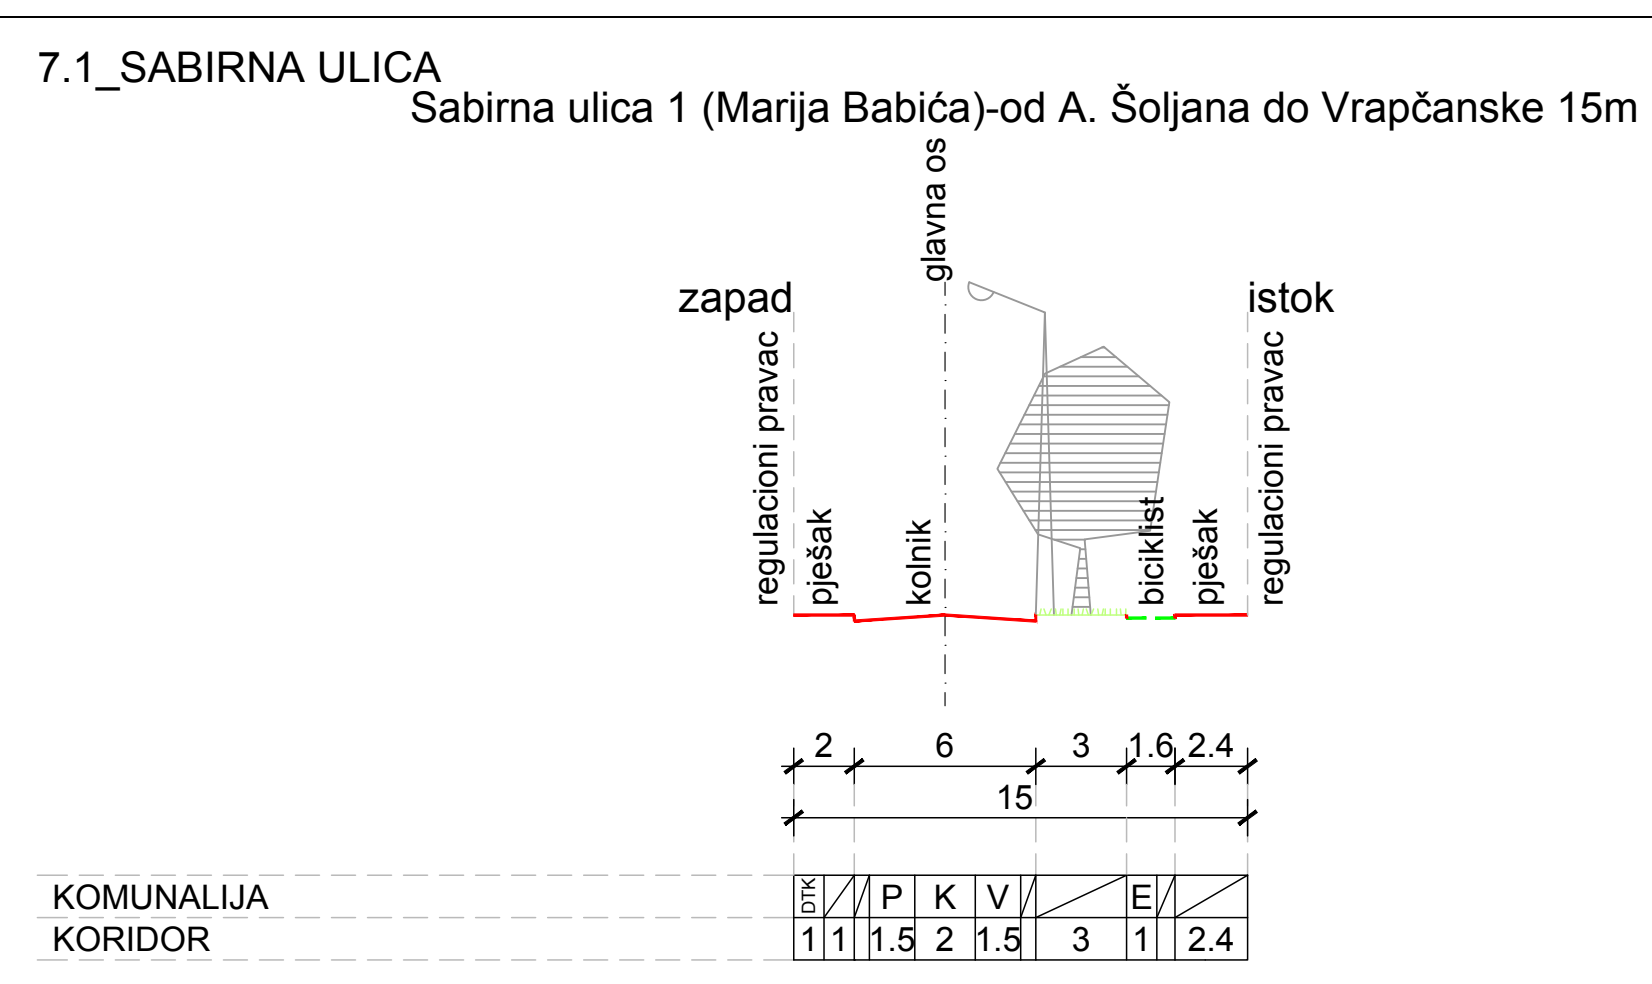 7.1_SABIRNA ULICA
Sabirna ulica 1 (Marija Babića)-od A. Šoljana do Vrapčanske 15m
glavna os
zapad
istok
regulacioni pravac
pješak
kolnik
biciklist
pješak
regulacioni pravac
2 6 3 1.6 2.4
15
KOMUNALIJA DTK P K V E
KORIDOR 1 1 1.5 2 1.5 3 1 2.4